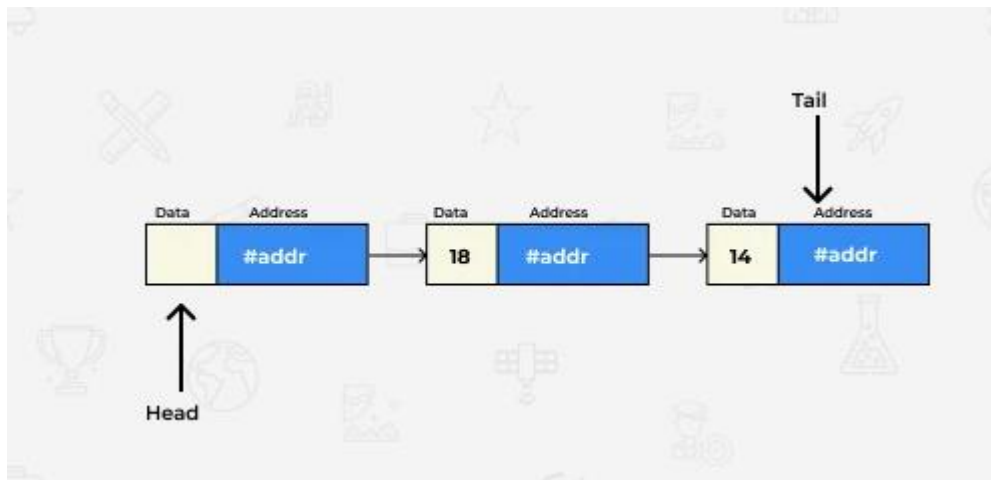 Tail
Data Address Data Address Data Address
#addr 18 #addr 14 #addr
Head